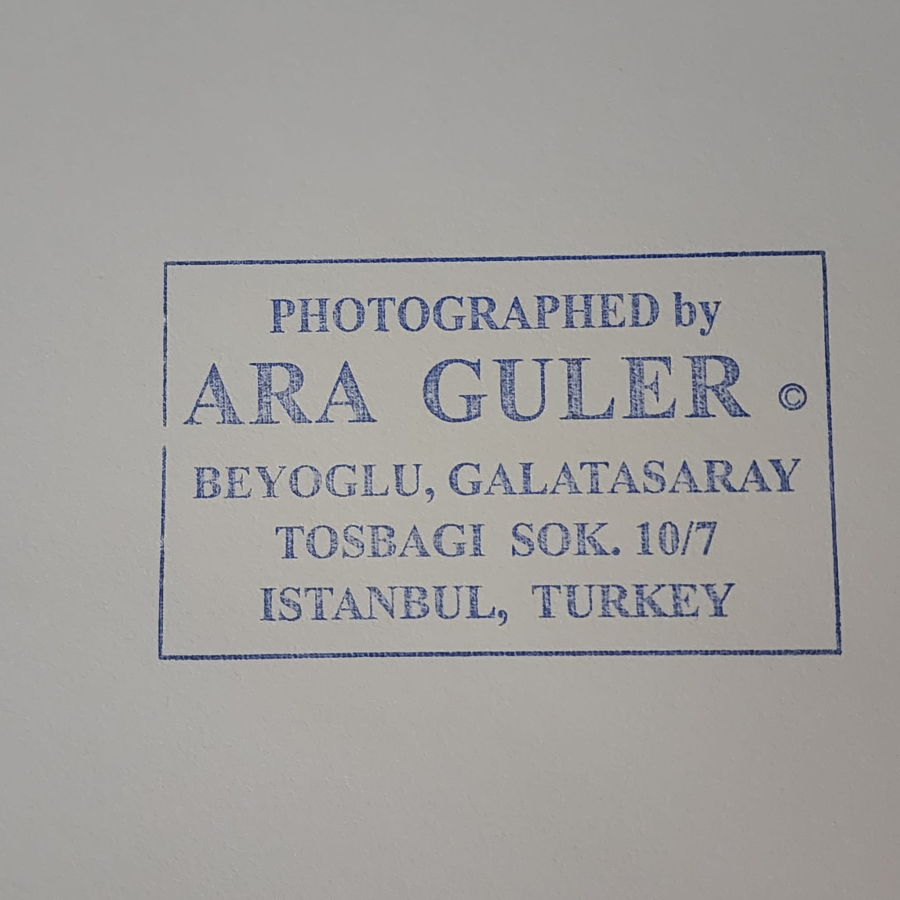 PHOTOGRAPHED by
ARA GULER ©
BEYOGLU, GALATASARAY
TOSBAGI SOK. 10/7
ISTANBUL, TURKEY